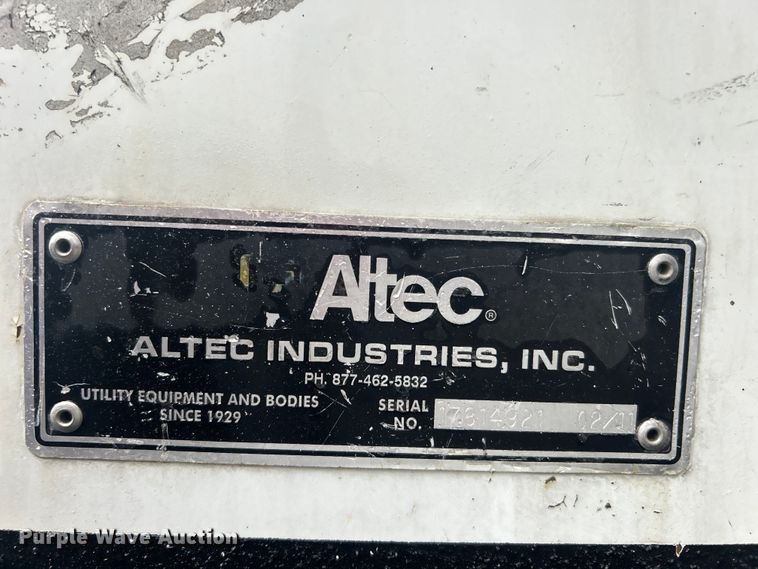 Altec®
ALTEC INDUSTRIES, INC.
PH. 877-462-5832
UTILITY EQUIPMENT AND BODIES
SINCE 1929
SERIAL
NO.
Purple Wave Auction